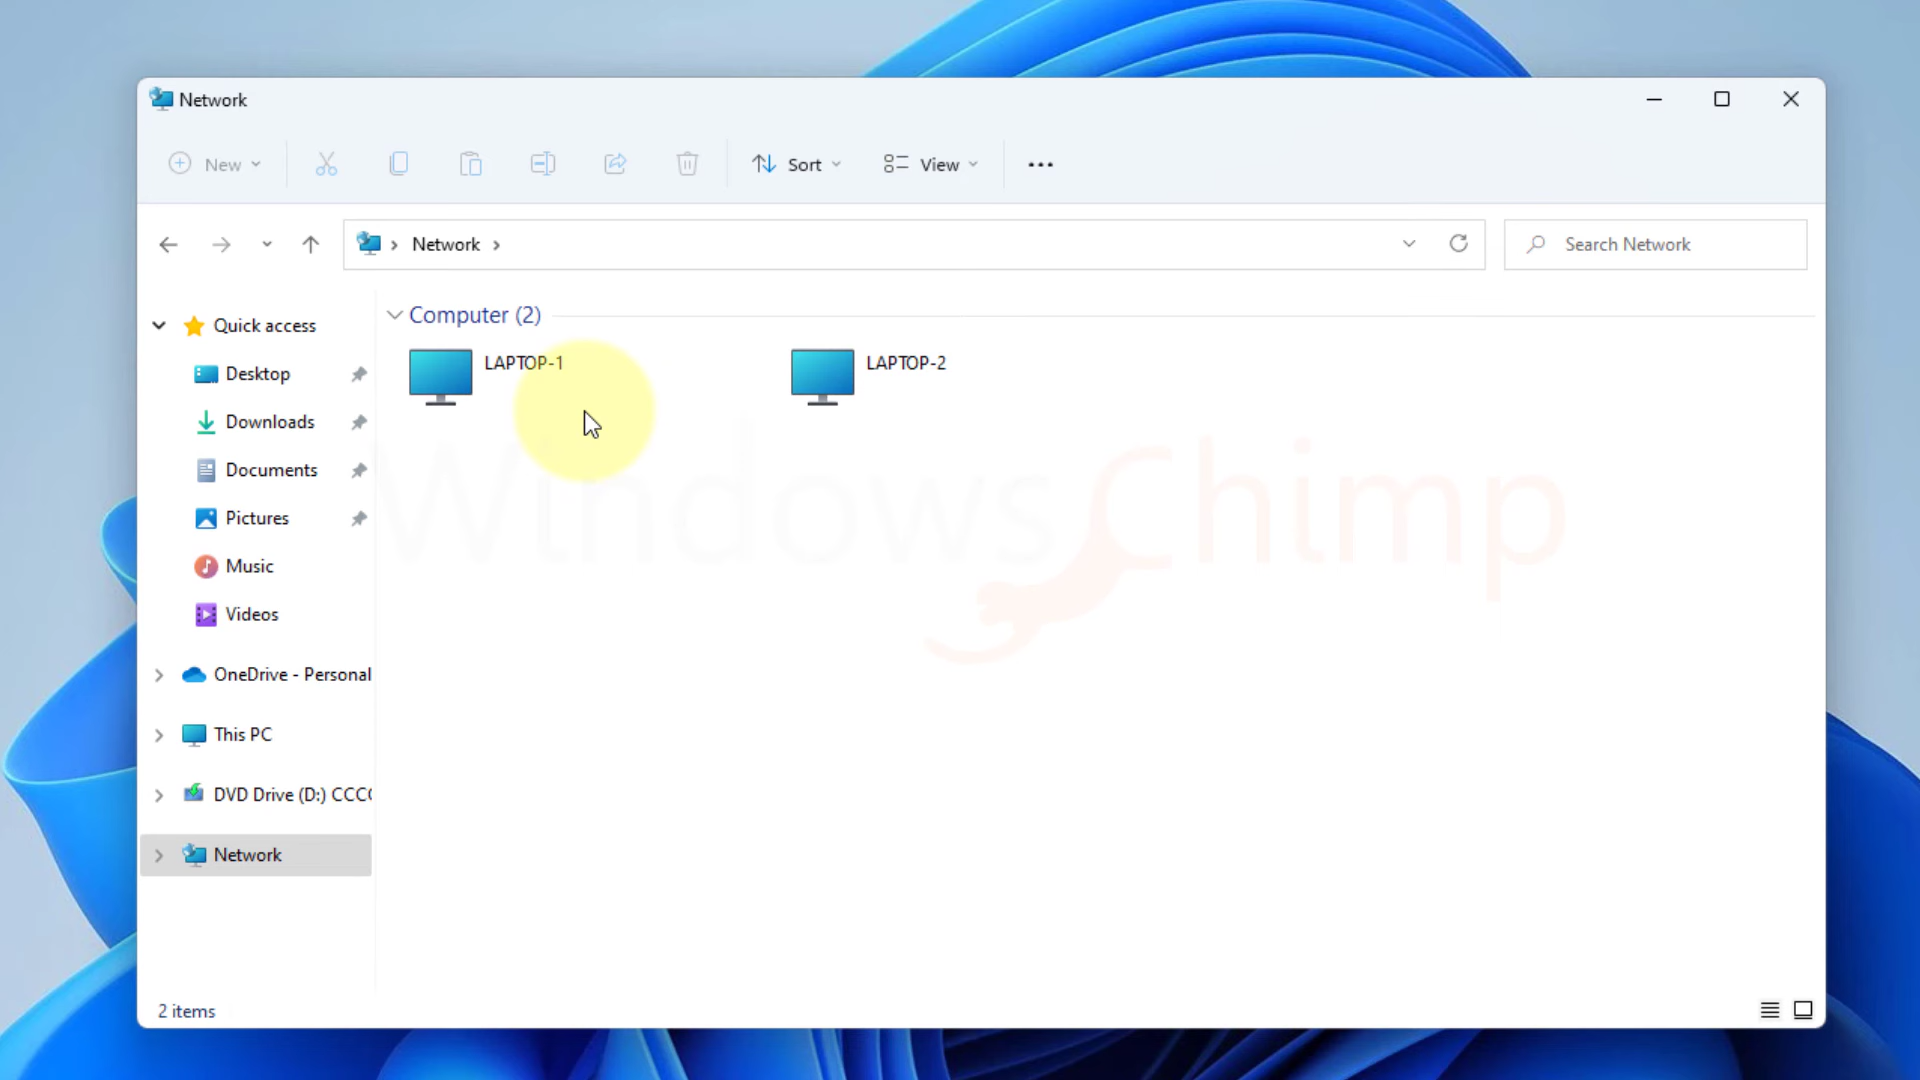 Network
New
Sort
View
Network
Search Network
Quick access
Desktop
Downloads
Documents
Pictures
Music
Videos
OneDrive - Personal
This PC
DVD Drive (D:) CCC
Network
Computer (2)
LAPTOP-1
LAPTOP-2
WindowsChimp
2 items